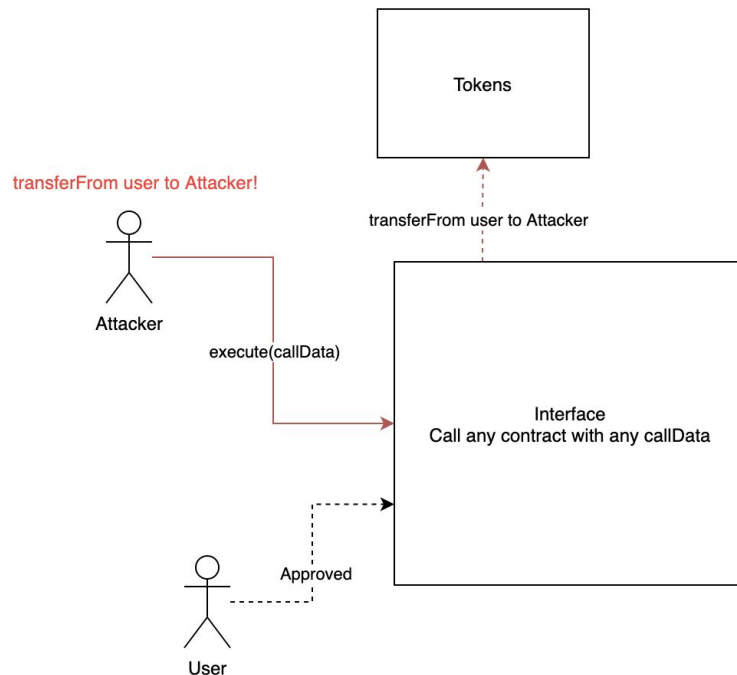 Tokens
transferFrom user to Attacker!
transferFrom user to Attacker
Attacker
execute(callData)
Interface
Call any contract with any callData
Approved
User